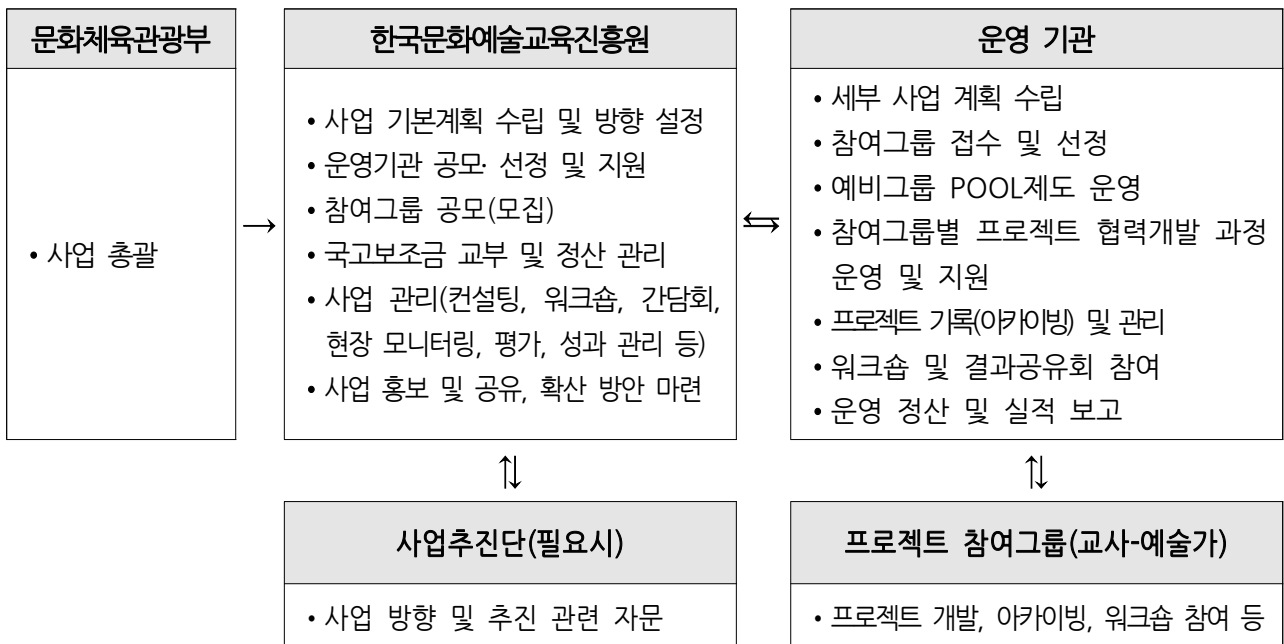 문화체육관광부
• 사업 총괄
→
한국문화예술교육진흥원
• 사업 기본계획 수립 및 방향 설정
• 운영기관 공모· 선정 및 지원
• 참여그룹 공모(모집)
• 국고보조금 교부 및 정산 관리
• 사업 관리(컨설팅, 워크숍, 간담회,
현장 모니터링, 평가, 성과 관리 등)
• 사업 홍보 및 공유, 확산 방안 마련
⇆
운영 기관
• 세부 사업 계획 수립
• 참여그룹 접수 및 선정
• 예비그룹 POOL제도 운영
• 참여그룹별 프로젝트 협력개발 과정
운영 및 지원
• 프로젝트 기록(아카이빙) 및 관리
• 워크숍 및 결과공유회 참여
• 운영 정산 및 실적 보고
⇅
⇅
사업추진단(필요시)
• 사업 방향 및 추진 관련 자문
프로젝트 참여그룹(교사-예술가)
• 프로젝트 개발, 아카이빙, 워크숍 참여 등